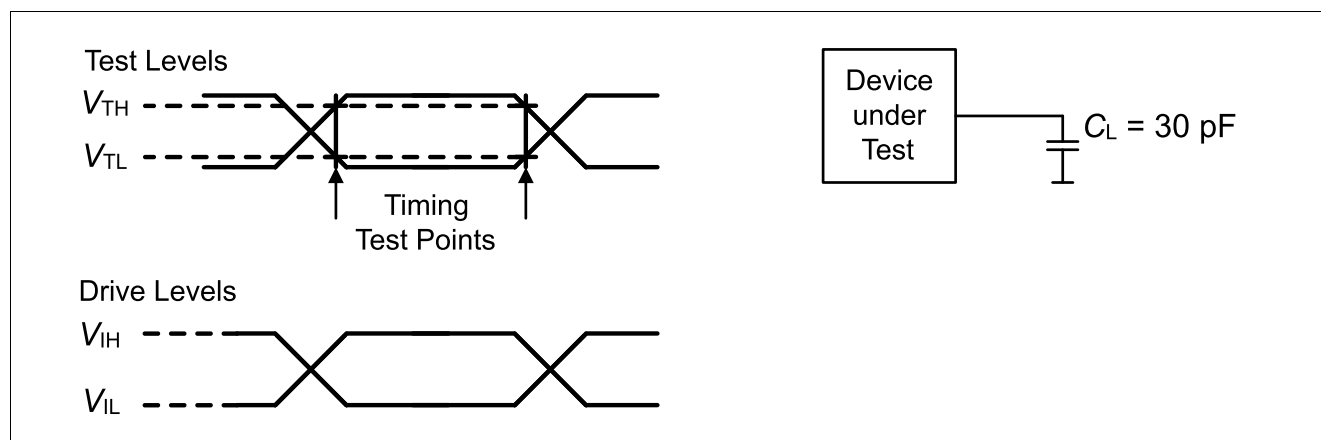 Test Levels
VTH
VTL
Timing
Test Points
Device
under
Test
CL = 30 pF
Drive Levels
VIH
VIL